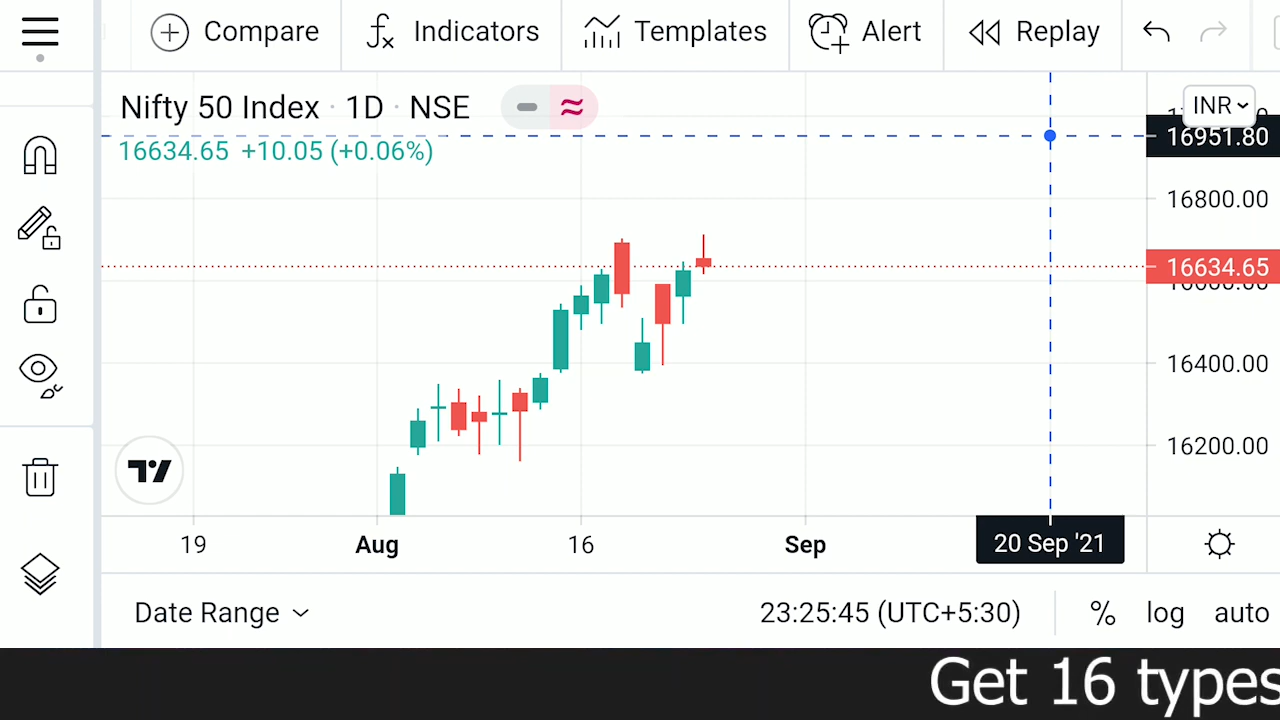 Compare Indicators Templates Alert Replay
Nifty 50 Index · 1D · NSE
INR
16951.80
16634.65 +10.05 (+0.06%)
16800.00
16634.65
16400.00
16200.00
19 Aug 16 Sep 20 Sep '21
Date Range 23:25:45 (UTC+5:30) % log auto
Get 16 types